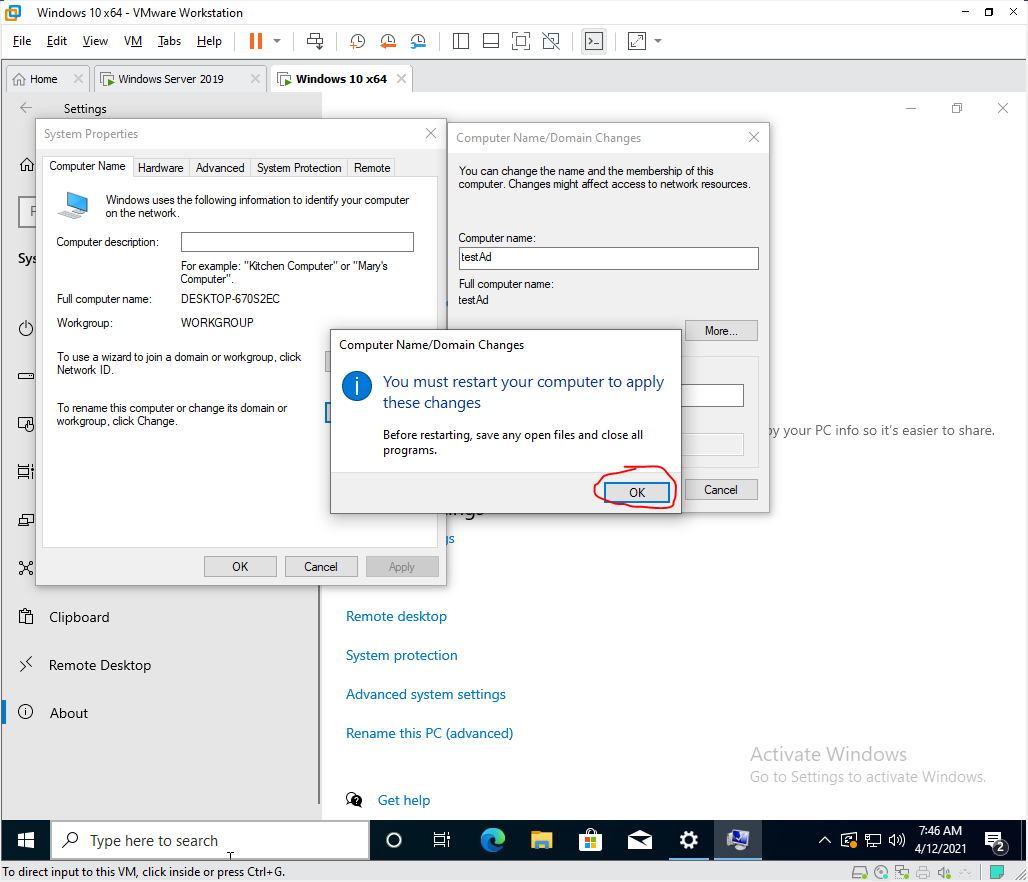 Windows 10 x64 - VMware Workstation
File Edit View VM Tabs Help
Home Windows Server 2019 Windows 10 x64
Settings
System Properties
Computer Name Hardware Advanced System Protection Remote
Windows uses the following information to identify your computer
on the network.
Computer description:
For example: "Kitchen Computer" or "Mary's
Computer".
Full computer name: DESKTOP-670S2EC
Workgroup: WORKGROUP
To use a wizard to join a domain or workgroup, click
Network ID.
To rename this computer or change its domain or
workgroup, click Change.
OK Cancel Apply
Computer Name/Domain Changes
You can change the name and the membership of this
computer. Changes might affect access to network resources.
Computer name:
testAd
Full computer name:
testAd
More...
Cancel
Computer Name/Domain Changes
i
You must restart your computer to apply
these changes
Before restarting, save any open files and close all
programs.
OK
by your PC info so it's easier to share.
Clipboard
Remote Desktop
About
Remote desktop
System protection
Advanced system settings
Rename this PC (advanced)
Get help
Activate Windows
Go to Settings to activate Windows.
Type here to search
7:46 AM
4/12/2021
2
To direct input to this VM, click inside or press Ctrl+G.